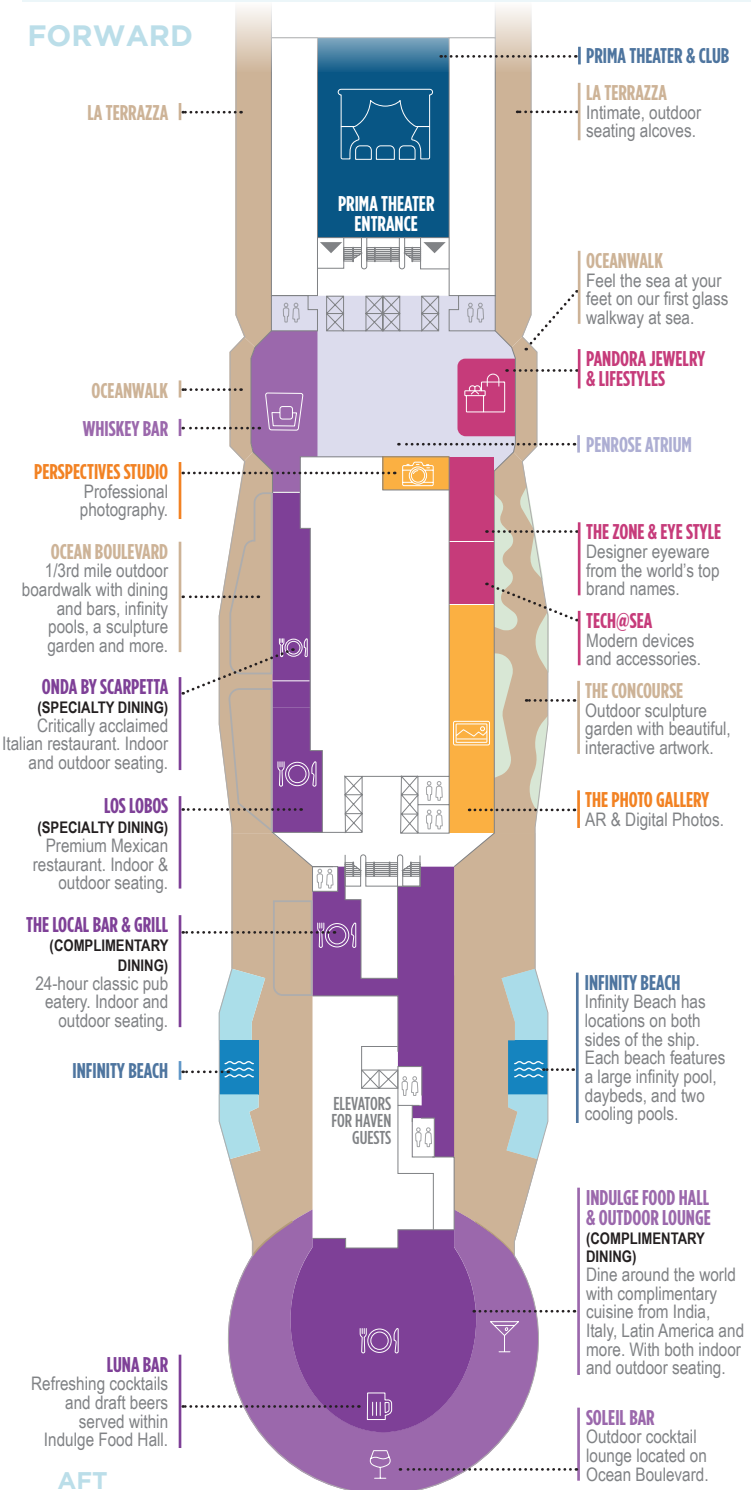 FORWARD
PRIMA THEATER & CLUB
LA TERRAZZA
LA TERRAZZA
Intimate, outdoor
seating alcoves.
PRIMA THEATER
ENTRANCE
OCEANWALK
Feel the sea at your
feet on our first glass
walkway at sea.
PANDORA JEWELRY
& LIFESTYLES
OCEANWALK
WHISKEY BAR
PENROSE ATRIUM
PERSPECTIVES STUDIO
Professional
photography.
THE ZONE & EYE STYLE
Designer eyeware
from the world's top
brand names.
OCEAN BOULEVARD
1/3rd mile outdoor
boardwalk with dining
and bars, infinity
pools, a sculpture
garden and more.
TECH@SEA
Modern devices
and accessories.
ONDA BY SCARPETTA
(SPECIALTY DINING)
Critically acclaimed
Italian restaurant. Indoor
and outdoor seating.
THE CONCOURSE
Outdoor sculpture
garden with beautiful,
interactive artwork.
LOS LOBOS
(SPECIALTY DINING)
Premium Mexican
restaurant. Indoor &
outdoor seating.
THE PHOTO GALLERY
AR & Digital Photos.
THE LOCAL BAR & GRILL
(COMPLIMENTARY
DINING)
24-hour classic pub
eatery. Indoor and
outdoor seating.
INFINITY BEACH
Infinity Beach has
locations on both
sides of the ship.
Each beach features
a large infinity pool,
daybeds, and two
cooling pools.
INFINITY BEACH
ELEVATORS
FOR HAVEN
GUESTS
INDULGE FOOD HALL
& OUTDOOR LOUNGE
(COMPLIMENTARY
DINING)
Dine around the world
with complimentary
cuisine from India,
Italy, Latin America and
more. With both indoor
and outdoor seating.
LUNA BAR
Refreshing cocktails
and draft beers
served within
Indulge Food Hall.
SOLEIL BAR
Outdoor cocktail
lounge located on
Ocean Boulevard.
AFT